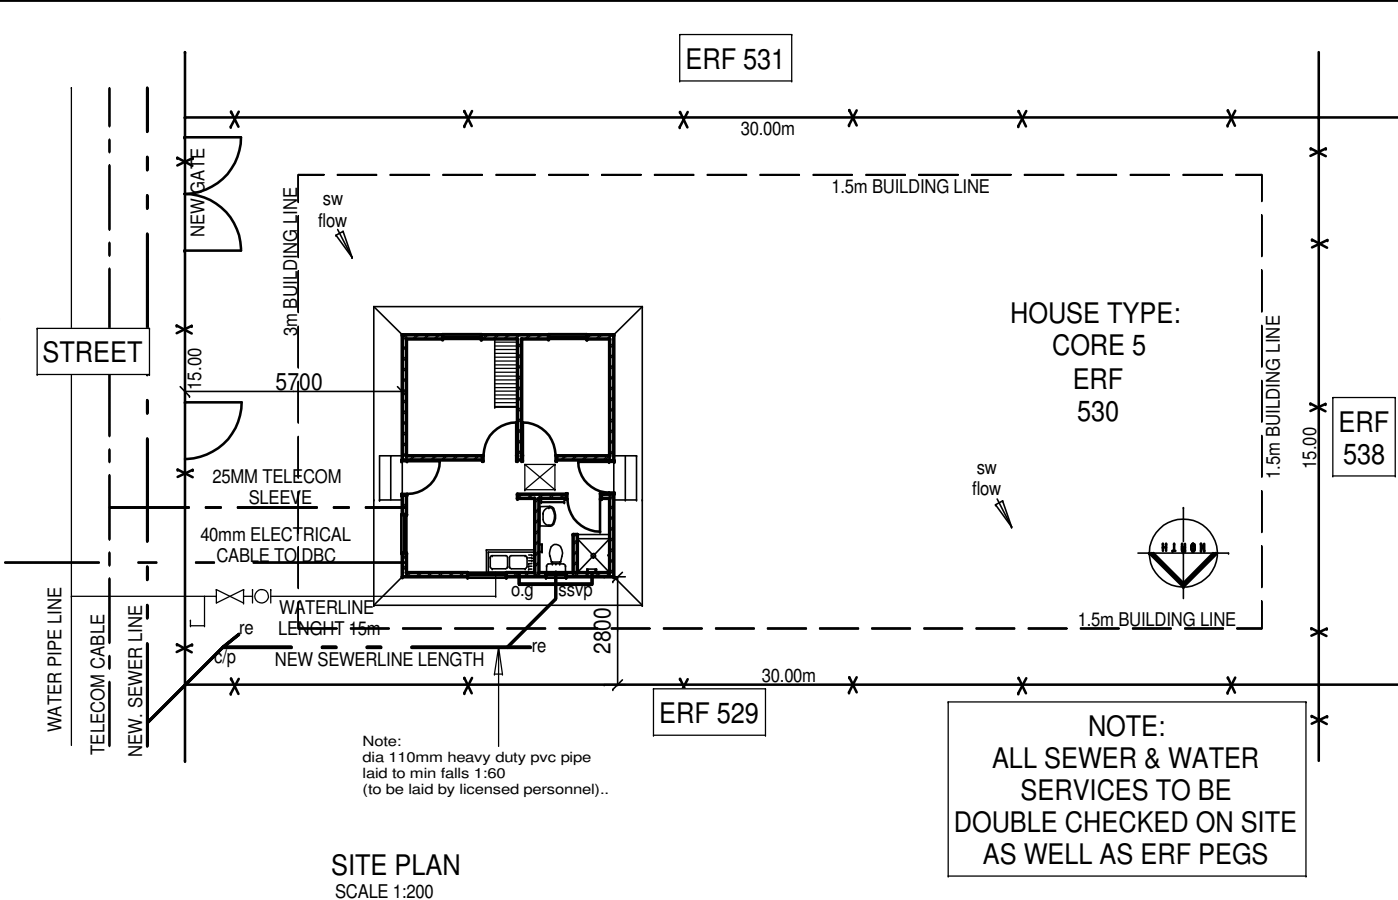 ERF 531
30.00m
NEW GATE
3m BUILDING LINE
sw
flow
1.5m BUILDING LINE
STREET
15.00
5700
HOUSE TYPE:
CORE 5
ERF
530
1.5m BUILDING LINE
15.00
ERF
538
25MM TELECOM
SLEEVE
40mm ELECTRICAL
CABLE TO DBC
sw
flow
NORTH
WATER PIPE LINE
TELECOM CABLE
NEW. SEWER LINE
WATERLINE
LENGHT 15m
o.g
ssvp
2800
1.5m BUILDING LINE
re
c/p
NEW SEWERLINE LENGTH
re
30.00m
ERF 529
Note:
dia 110mm heavy duty pvc pipe
laid to min falls 1:60
(to be laid by licensed personnel)..
NOTE:
ALL SEWER & WATER
SERVICES TO BE
DOUBLE CHECKED ON SITE
AS WELL AS ERF PEGS
SITE PLAN
SCALE 1:200